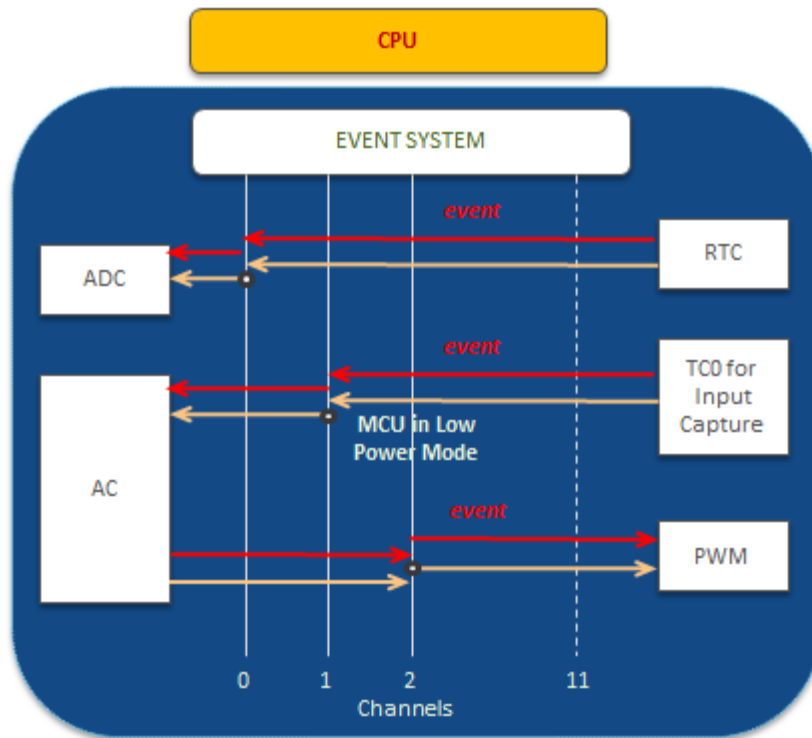 CPU
EVENT SYSTEM
event
ADC
RTC
event
TC0 for
Input
Capture
MCU in Low
Power Mode
AC
event
PWM
0 1 2 11
Channels